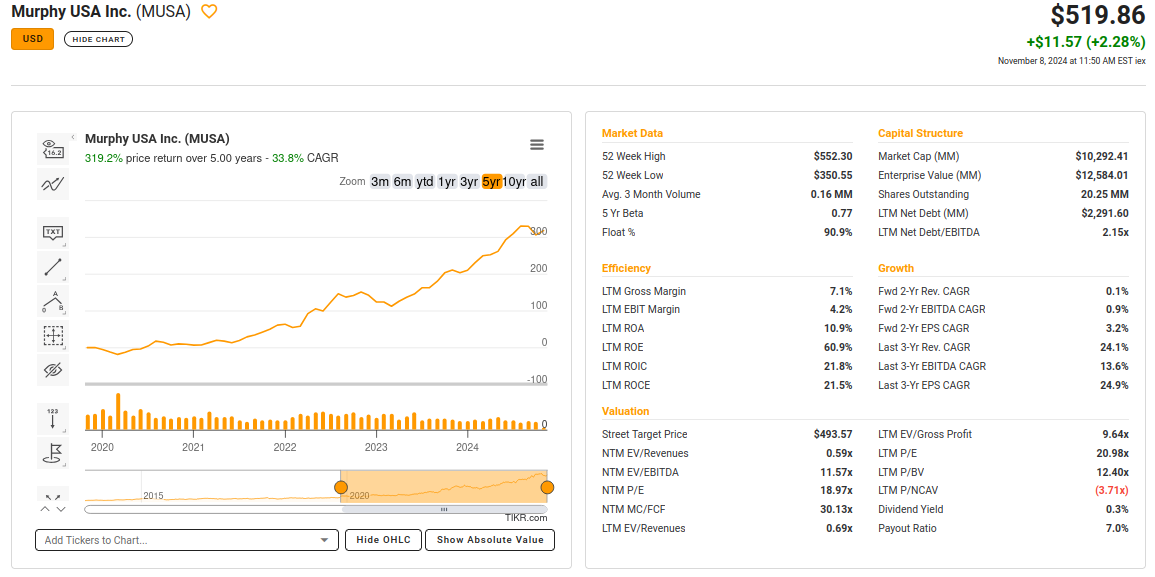 Murphy USA Inc. (MUSA)
$519.86
USD
HIDE CHART
+$11.57 (+2.28%)
November 8, 2024 at 11:50 AM EST iex
Murphy USA Inc. (MUSA)
319.2% price return over 5.00 years - 33.8% CAGR
Zoom 3m 6m ytd 1yr 3yr 5yr 10yr all
16.2
TXT
A
0 B
123
300
200
100
0
-100
0
2020 2021 2022 2023 2024
2015 2020
TIKR.com
Add Tickers to Chart...
Hide OHLC
Show Absolute Value
Market Data
52 Week High $552.30
52 Week Low $350.55
Avg. 3 Month Volume 0.16 MM
5 Yr Beta 0.77
Float % 90.9%
Capital Structure
Market Cap (MM) $10,292.41
Enterprise Value (MM) $12,584.01
Shares Outstanding 20.25 MM
LTM Net Debt (MM) $2,291.60
LTM Net Debt/EBITDA 2.15x
Efficiency
LTM Gross Margin 7.1%
LTM EBIT Margin 4.2%
LTM ROA 10.9%
LTM ROE 60.9%
LTM ROIC 21.8%
LTM ROCE 21.5%
Growth
Fwd 2-Yr Rev. CAGR 0.1%
Fwd 2-Yr EBITDA CAGR 0.9%
Fwd 2-Yr EPS CAGR 3.2%
Last 3-Yr Rev. CAGR 24.1%
Last 3-Yr EBITDA CAGR 13.6%
Last 3-Yr EPS CAGR 24.9%
Valuation
Street Target Price $493.57
NTM EV/Revenues 0.59x
NTM EV/EBITDA 11.57x
NTM P/E 18.97x
NTM MC/FCF 30.13x
LTM EV/Revenues 0.69x
LTM EV/Gross Profit 9.64x
LTM P/E 20.98x
LTM P/BV 12.40x
LTM P/NCAV (3.71x)
Dividend Yield 0.3%
Payout Ratio 7.0%